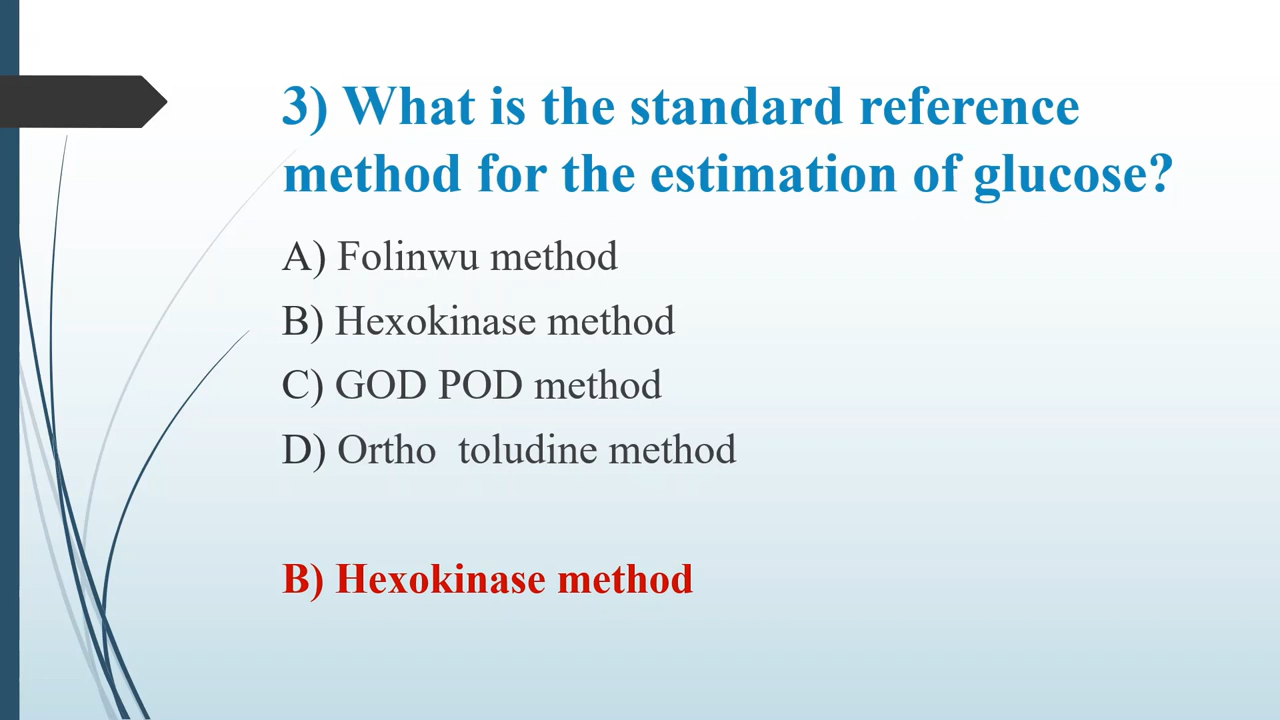 3) What is the standard reference
method for the estimation of glucose?
A) Folinwu method
B) Hexokinase method
C) GOD POD method
D) Ortho  toludine method
B) Hexokinase method